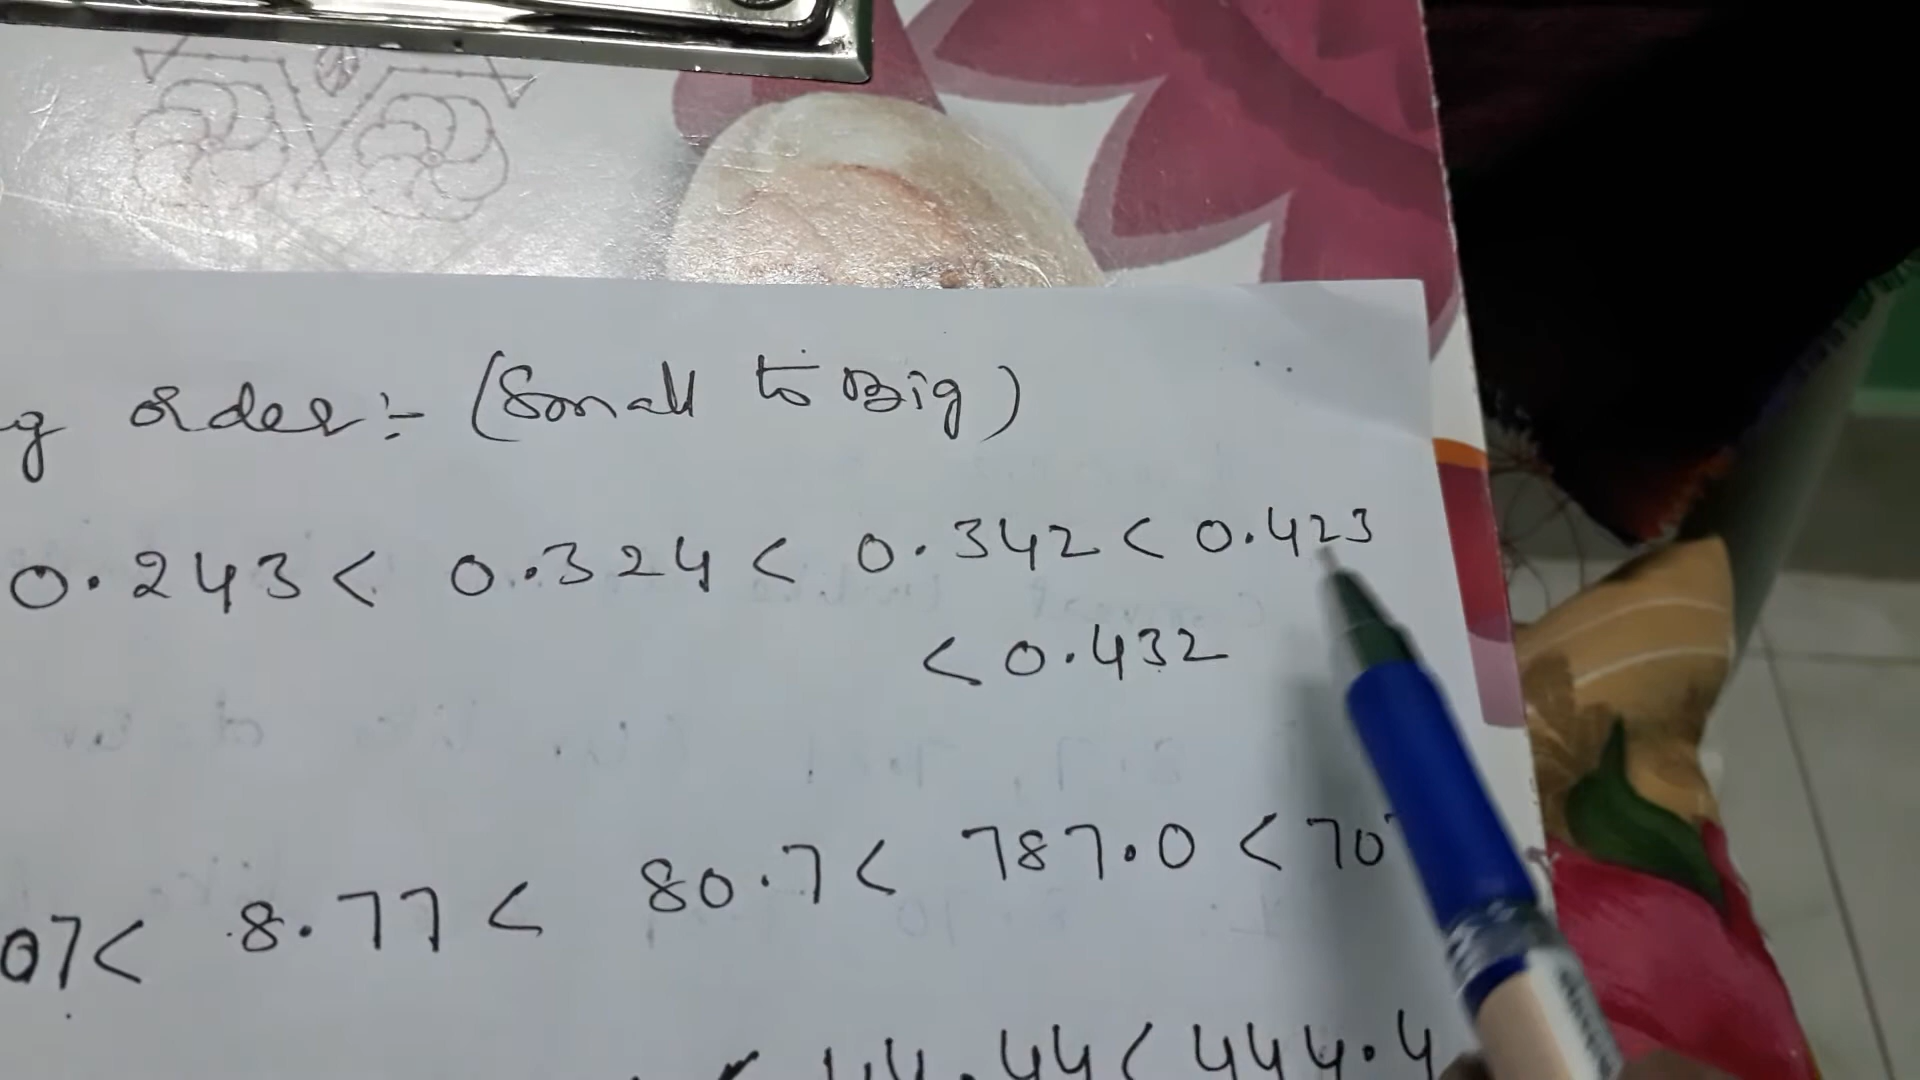 order:- (Small to Big)
0.243 < 0.324 < 0.342 < 0.423
< 0.432
07 < 8.77 < 80.7 < 787.0 < 70
44.44 < 444.4